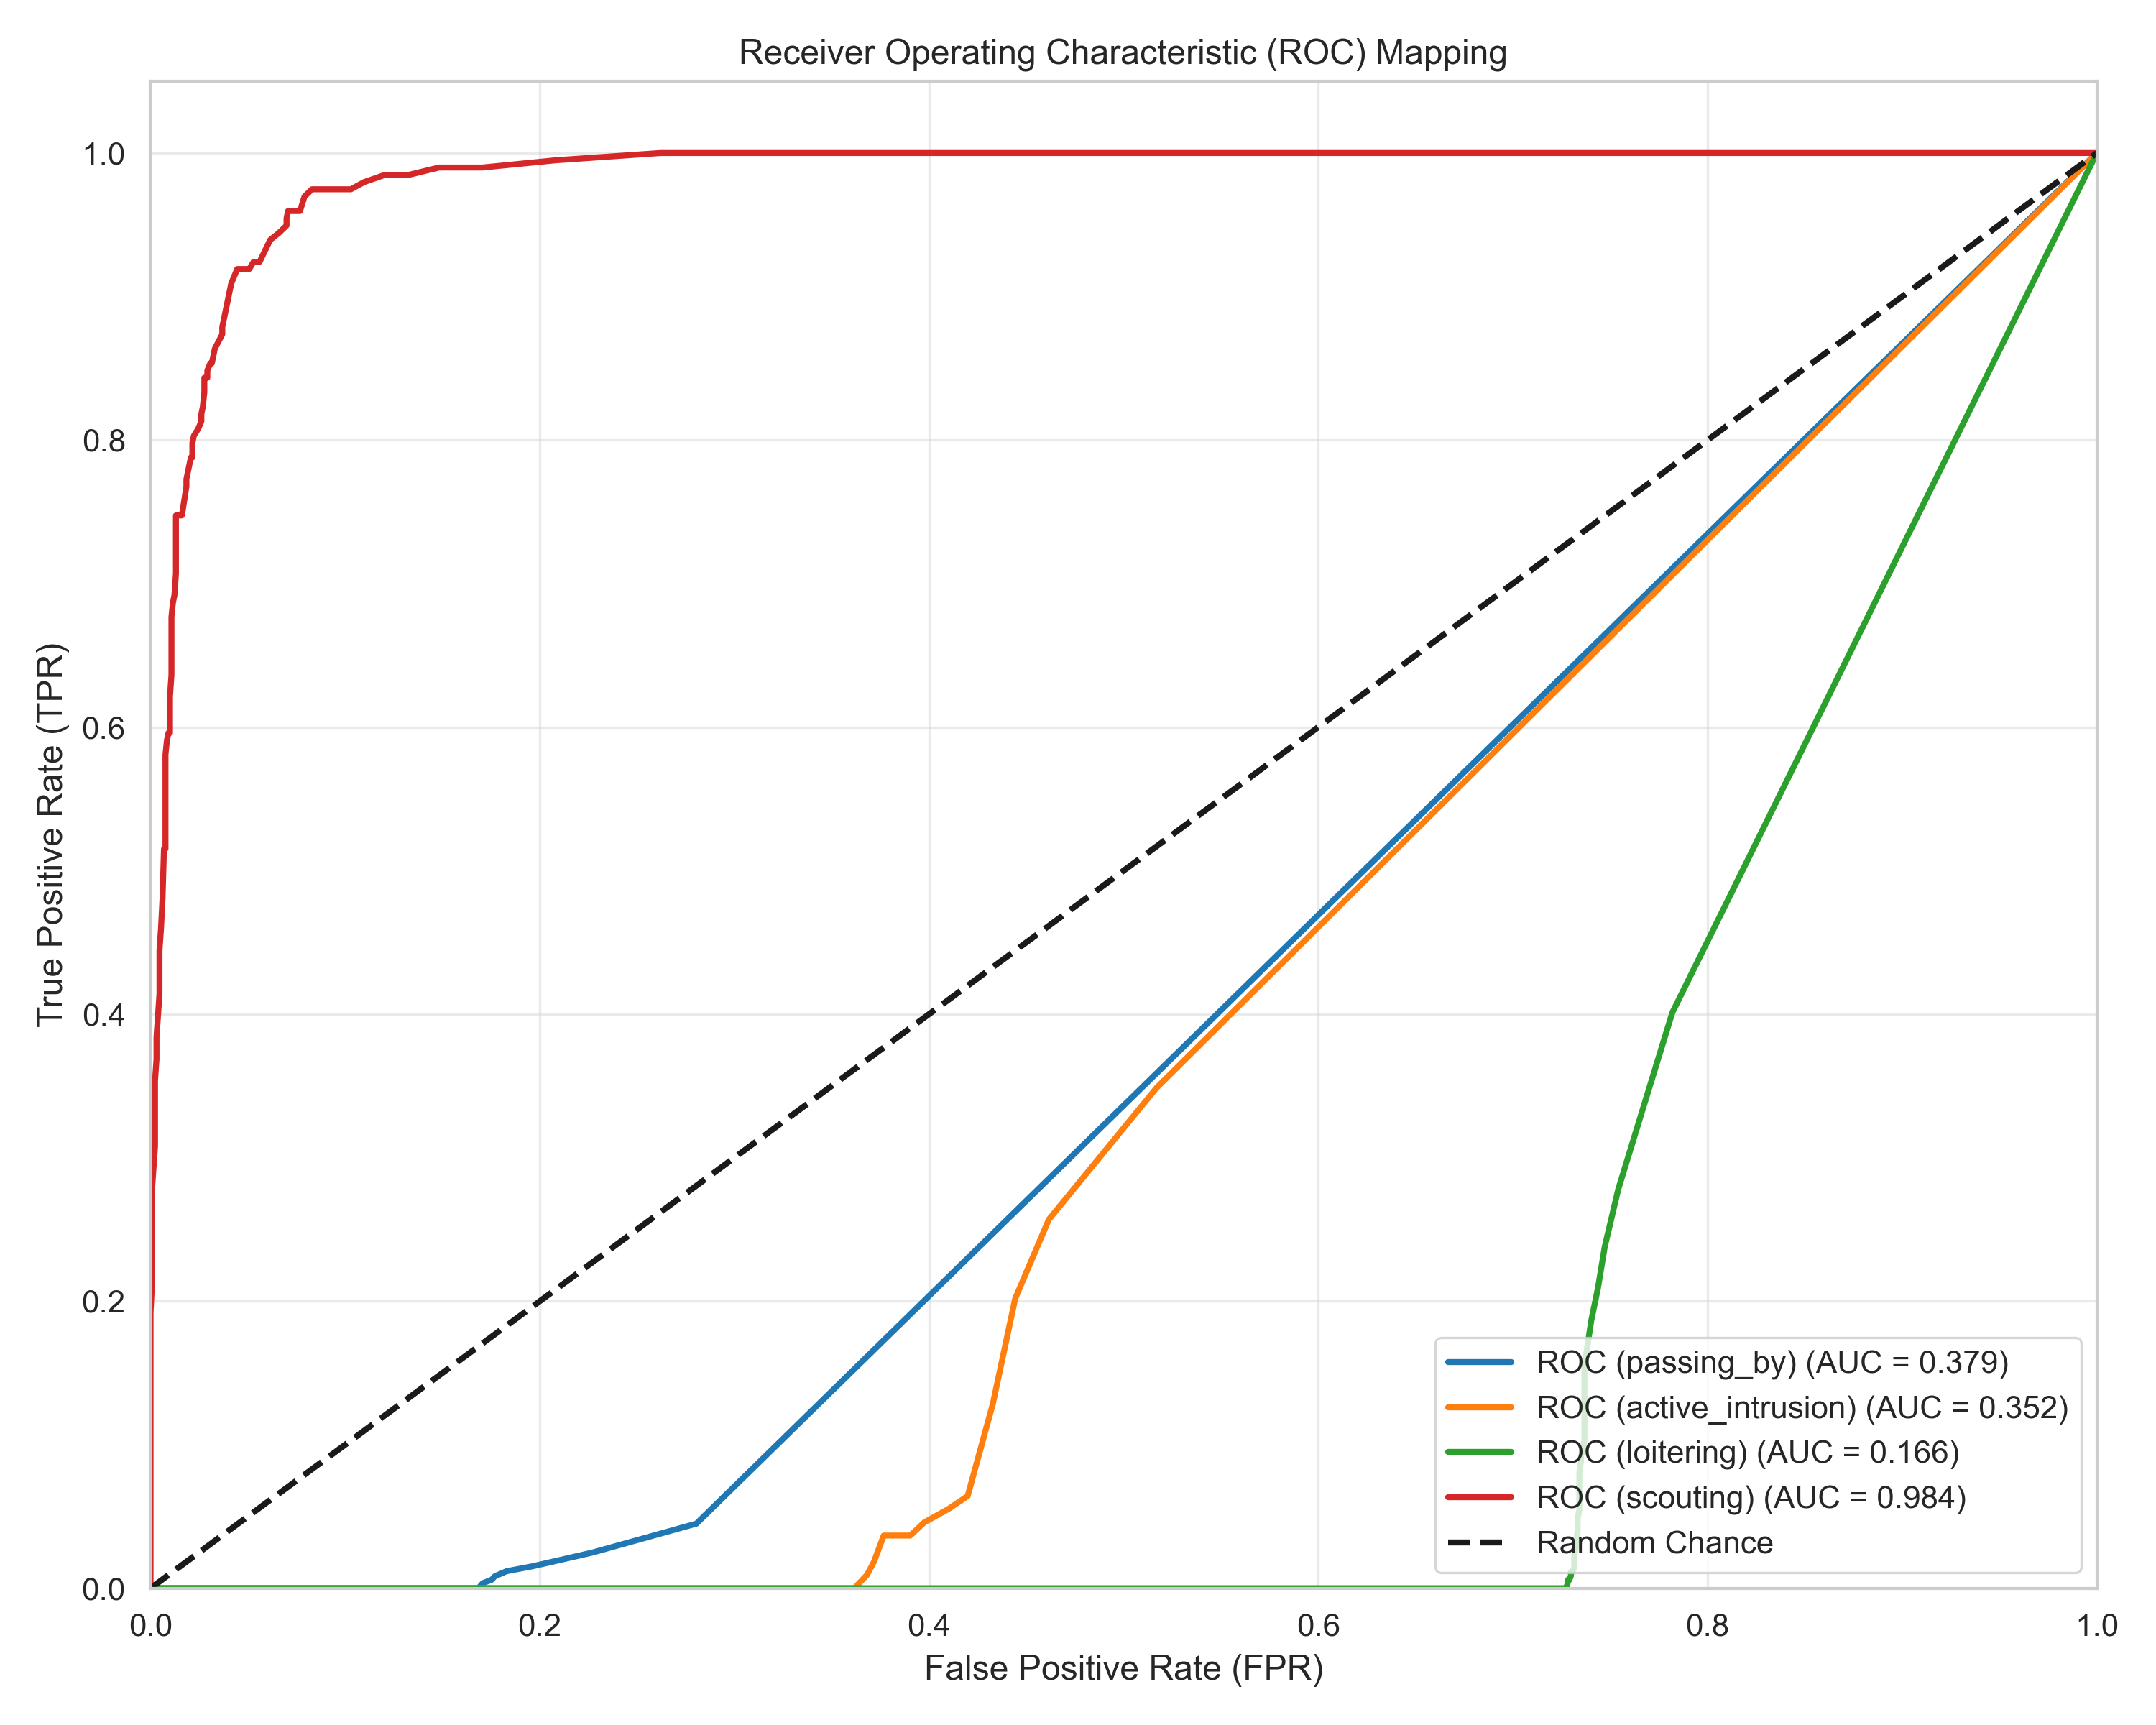 Receiver Operating Characteristic (ROC) Mapping
True Positive Rate (TPR)
1.0
0.8
0.6
0.4
0.2
0.0
0.0
0.2
0.4
0.6
0.8
1.0
False Positive Rate (FPR)
ROC (passing_by) (AUC = 0.379)
ROC (active_intrusion) (AUC = 0.352)
ROC (loitering) (AUC = 0.166)
ROC (scouting) (AUC = 0.984)
Random Chance